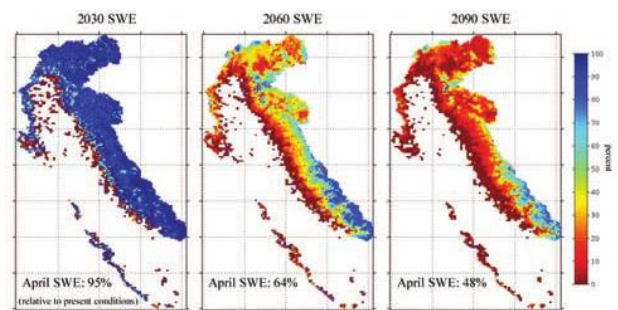 2030 SWE
2060 SWE
2090 SWE
April SWE: 95%
(relative to present conditions)
April SWE: 64%
April SWE: 48%
100
90
80
70
60
50
40
30
20
10
0
percent